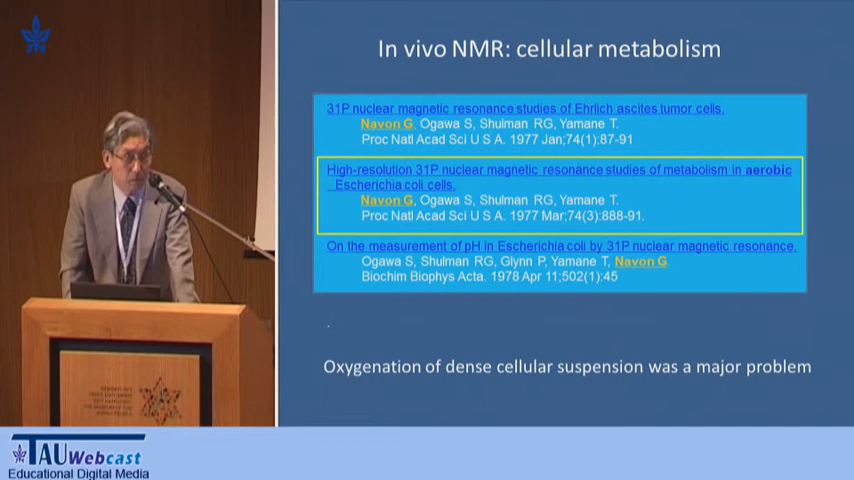 In vivo NMR: cellular metabolism
31P nuclear magnetic resonance studies of Ehrlich ascites tumor cells.
Navon G, Ogawa S, Shulman RG, Yamane T.
Proc Natl Acad Sci U S A. 1977 Jan;74(1):87-91
High-resolution 31P nuclear magnetic resonance studies of metabolism in aerobic
Escherichia coli cells.
Navon G, Ogawa S, Shulman RG, Yamane T.
Proc Natl Acad Sci U S A. 1977 Mar;74(3):888-91.
On the measurement of pH in Escherichia coli by 31P nuclear magnetic resonance.
Ogawa S, Shulman RG, Glynn P, Yamane T, Navon G.
Biochim Biophys Acta. 1978 Apr 11;502(1):45
.
Oxygenation of dense cellular suspension was a major problem
TAU Webcast
Educational Digital Media